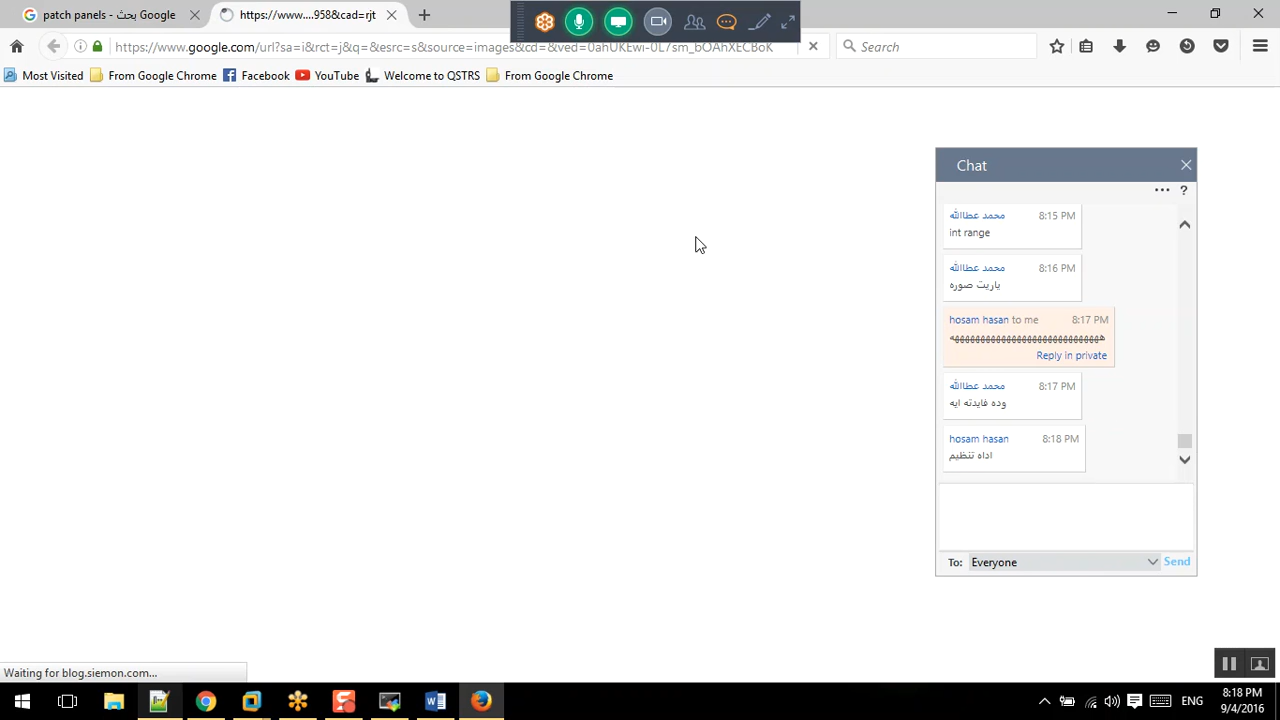 patch panels - بحث Google
https://www....958&cad=rjt
https://www.google.com/url?sa=i&rct=j&q=&esrc=s&source=images&cd=&ved=0ahUKEwi-0L7sm_bOAhXECBoK
Search
Most Visited
From Google Chrome
Facebook
YouTube
Welcome to QSTRS
From Google Chrome
Chat
محمد عطاالله 8:15 PM
int range
محمد عطاالله 8:16 PM
ياريت صوره
hosam hasan to me 8:17 PM
Reply in private
محمد عطاالله 8:17 PM
وده فايدته ايه
hosam hasan 8:18 PM
اداه تنظيم
To: Everyone Send
Waiting for blog.siemon.com...
ENG
8:18 PM
9/4/2016